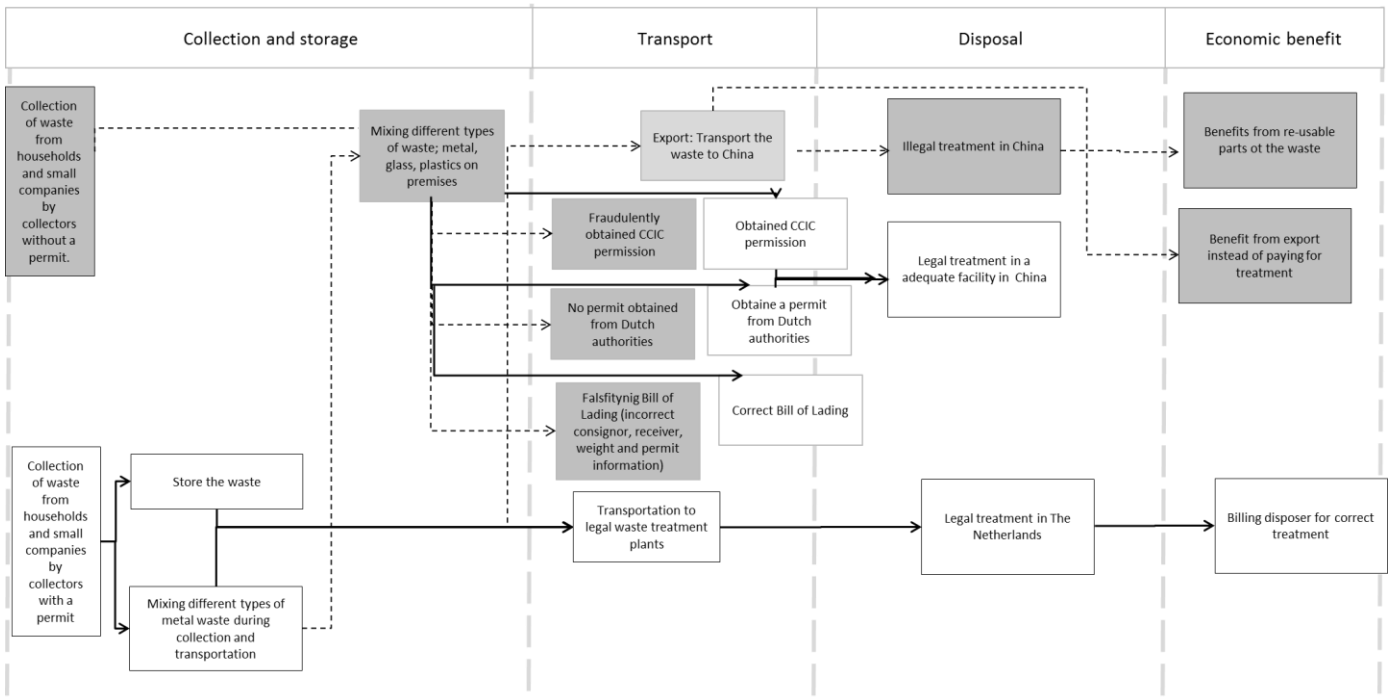 Collection and storage
Transport
Disposal
Economic benefit
Collection
of waste
from
households
and small
companies
by
collectors
without a
permit.
Mixing different types
of waste; metal,
glass, plastics on
premises
Export: Transport the
waste to China
Illegal treatment in China
Benefits from re-usable
parts ot the waste
Fraudulently
obtained CCIC
permission
Obtained CCIC
permission
Legal treatment in a
adequate facility in China
Benefit from export
instead of paying for
treatment
No permit obtained
from Dutch
authorities
Obtaine a permit
from Dutch
authorities
Falsfitynig Bill of
Lading (incorrect
consignor, receiver,
weight and permit
information)
Correct Bill of Lading
Collection
of waste
from
households
and small
companies
by
collectors
with a
permit
Store the waste
Mixing different types of
metal waste during
collection and
transportation
Transportation to
legal waste treatment
plants
Legal treatment in The
Netherlands
Billing disposer for correct
treatment